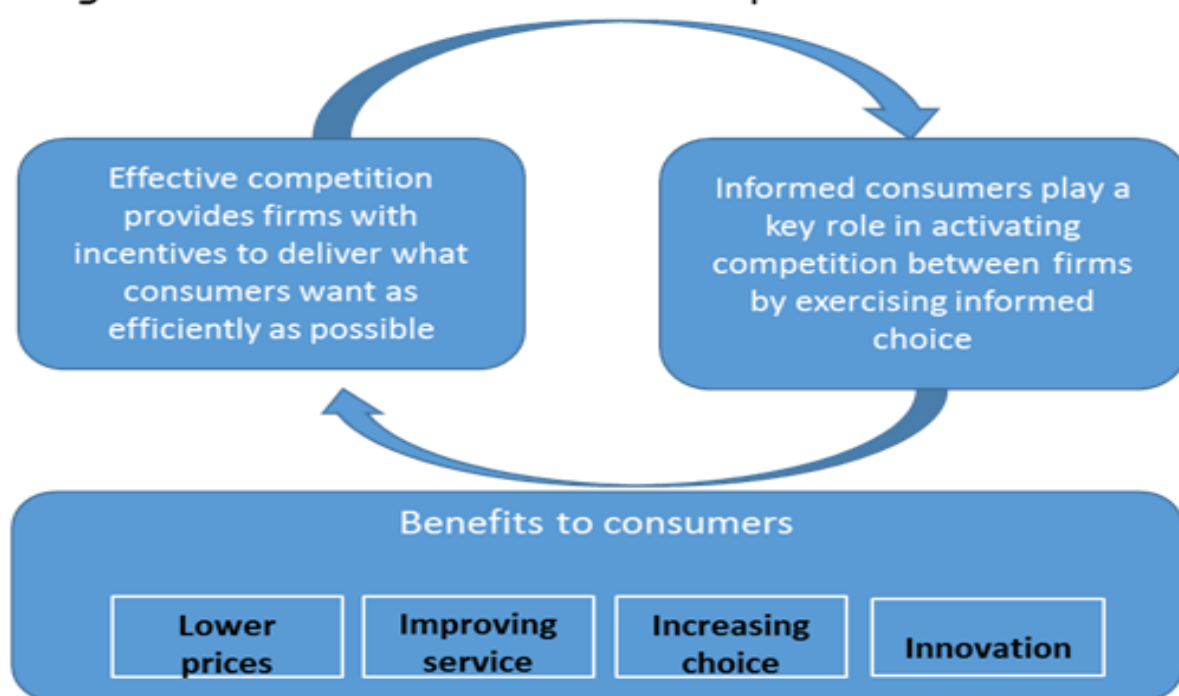 Effective competition
provides firms with
incentives to deliver what
consumers want as
efficiently as possible
Informed consumers play a
key role in activating
competition between firms
by exercising informed
choice
Benefits to consumers
Lower
prices
Improving
service
Increasing
choice
Innovation